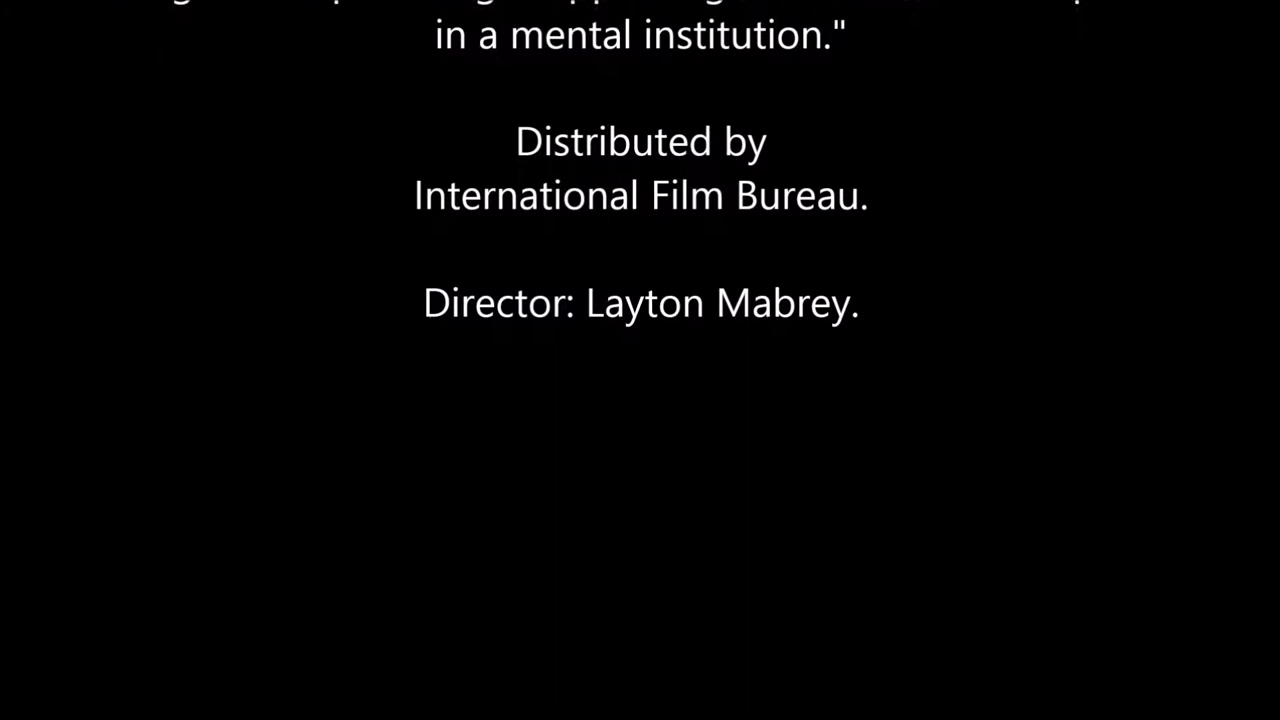 in a mental institution."
Distributed by
International Film Bureau.
Director: Layton Mabrey.